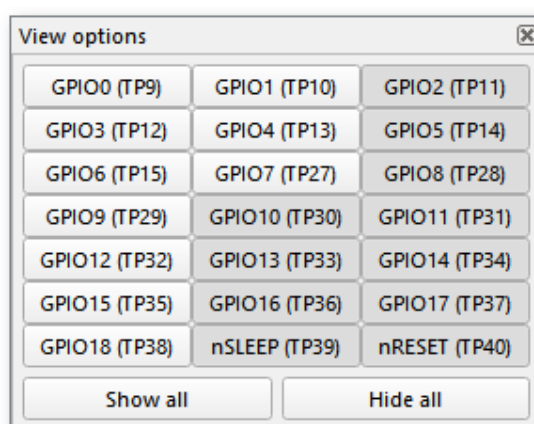 View options
GPIO0 (TP9) GPIO1 (TP10) GPIO2 (TP11)
GPIO3 (TP12) GPIO4 (TP13) GPIO5 (TP14)
GPIO6 (TP15) GPIO7 (TP27) GPIO8 (TP28)
GPIO9 (TP29) GPIO10 (TP30) GPIO11 (TP31)
GPIO12 (TP32) GPIO13 (TP33) GPIO14 (TP34)
GPIO15 (TP35) GPIO16 (TP36) GPIO17 (TP37)
GPIO18 (TP38) nSLEEP (TP39) nRESET (TP40)
Show all Hide all